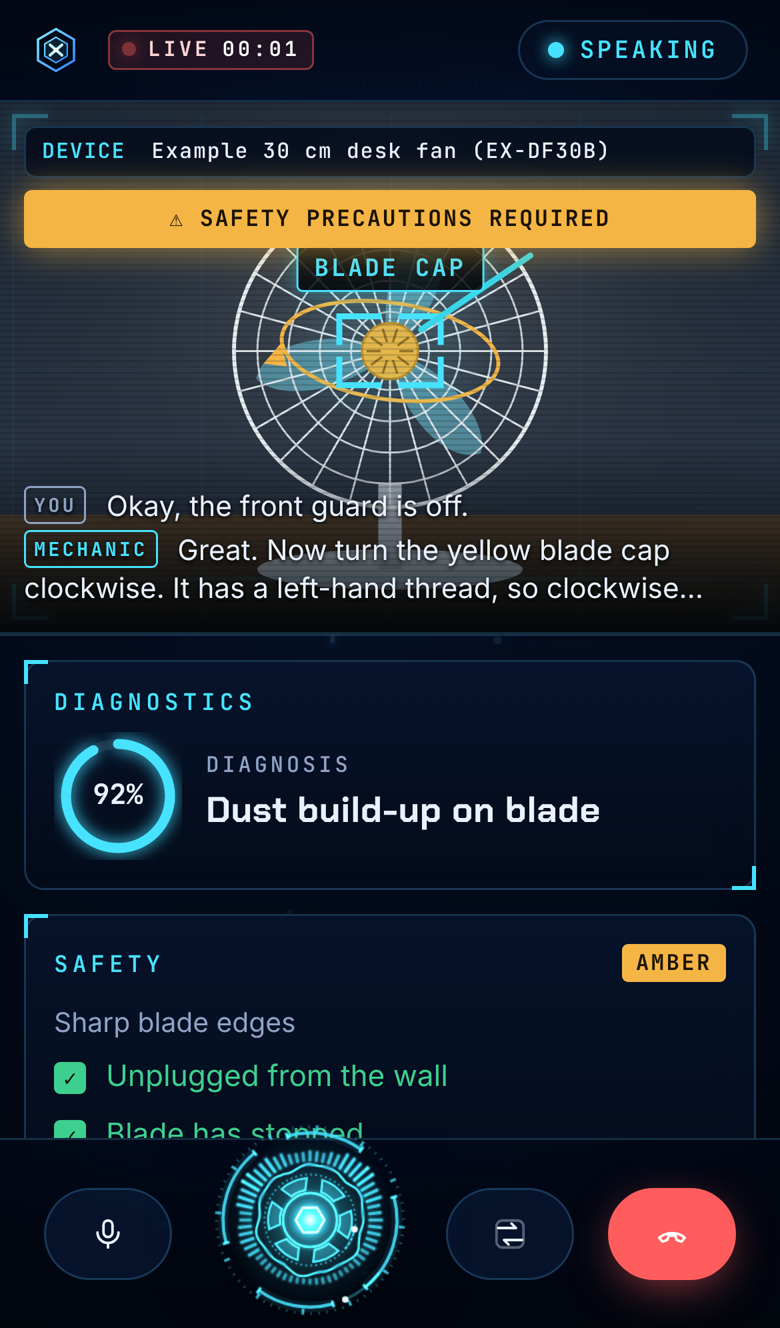 LIVE 00:01
SPEAKING
DEVICE Example 30 cm desk fan (EX-DF30B)
⚠ SAFETY PRECAUTIONS REQUIRED
BLADE CAP
YOU Okay, the front guard is off.
MECHANIC Great. Now turn the yellow blade cap
clockwise. It has a left-hand thread, so clockwise...
DIAGNOSTICS
92%
DIAGNOSIS
Dust build-up on blade
SAFETY
AMBER
Sharp blade edges
Unplugged from the wall
Blade has stopped